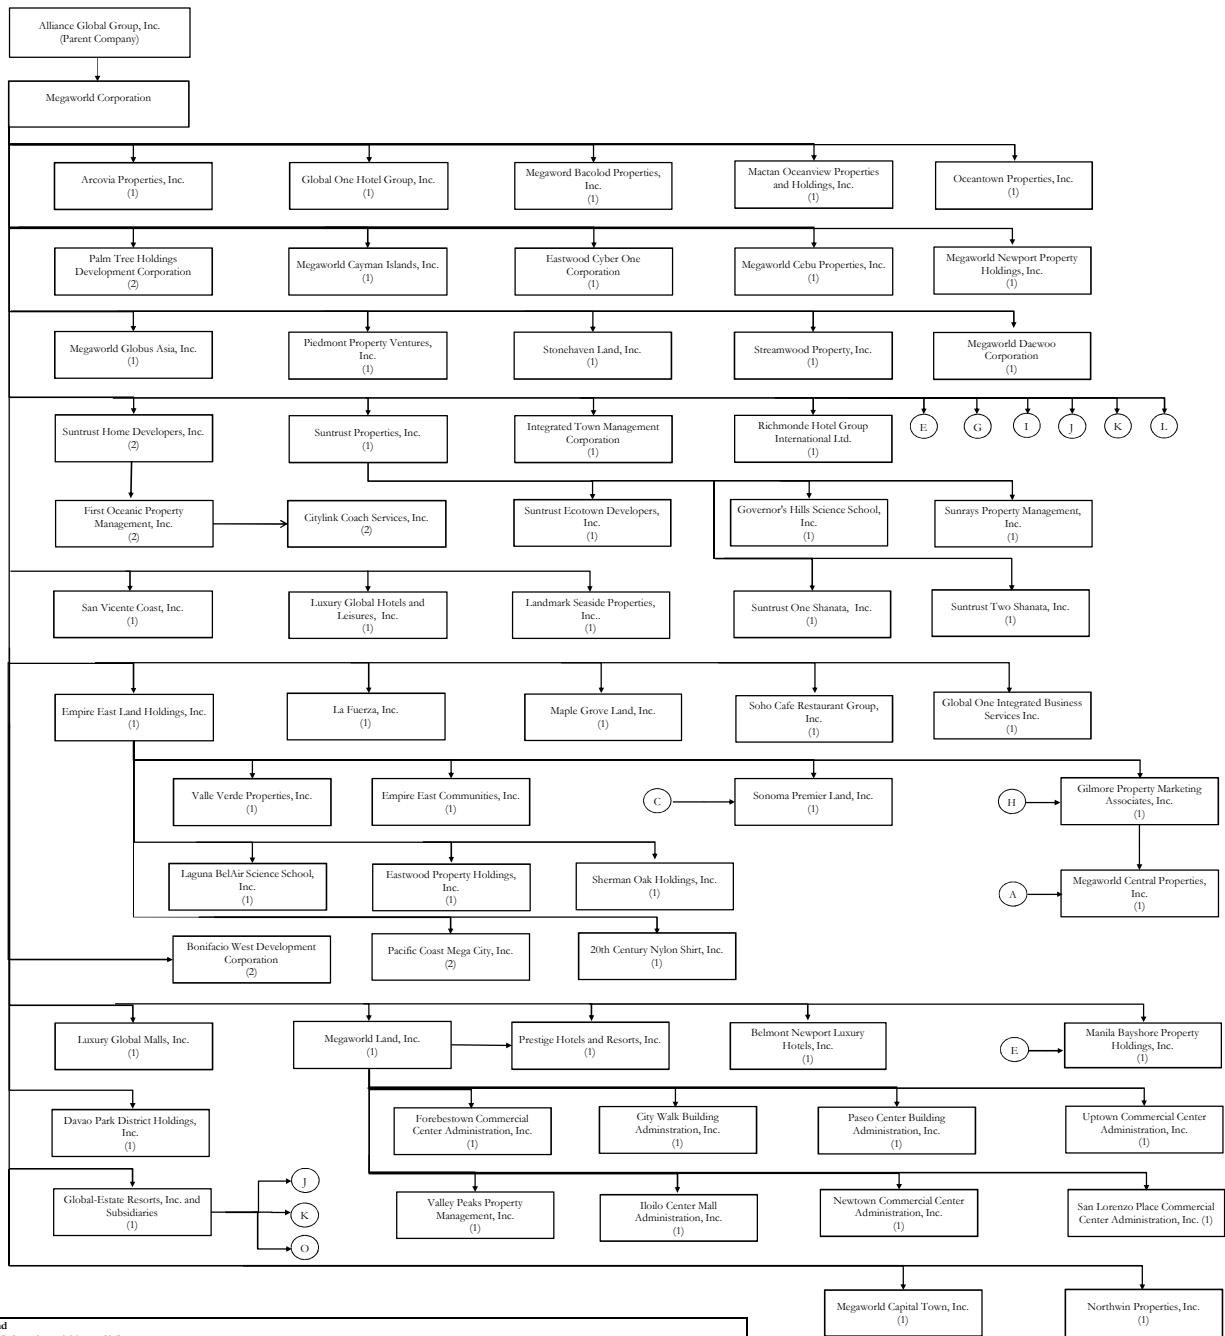 Alliance Global Group, Inc.
(Parent Company)
Megaworld Corporation
Arcovia Properties, Inc.
(1)
Global One Hotel Group, Inc.
(1)
Megaword Bacolod Properties,
Inc.
(1)
Mactan Oceanview Properties
and Holdings, Inc.
(1)
Oceantown Properties, Inc.
(1)
Palm Tree Holdings
Development Corporation
(2)
Megaworld Cayman Islands, Inc.
(1)
Eastwood Cyber One
Corporation
(1)
Megaworld Cebu Properties, Inc.
(1)
Megaworld Newport Property
Holdings, Inc.
(1)
Megaworld Globus Asia, Inc.
(1)
Piedmont Property Ventures,
Inc.
(1)
Stonehaven Land, Inc.
(1)
Streamwood Property, Inc.
(1)
Megaworld Daewoo
Corporation
(1)
Suntrust Home Developers, Inc.
(2)
Suntrust Properties, Inc.
(1)
Integrated Town Management
Corporation
(1)
Richmonde Hotel Group
International Ltd.
(1)
E
G
I
J
K
L
First Oceanic Property
Management, Inc.
(2)
Citylink Coach Services, Inc.
(2)
Suntrust Ecotown Developers,
Inc.
(1)
Governor's Hills Science School,
Inc.
(1)
Sunrays Property Management,
Inc.
(1)
San Vicente Coast, Inc.
(1)
Luxury Global Hotels and
Leisures, Inc.
(1)
Landmark Seaside Properties,
Inc..
(1)
Suntrust One Shanata, Inc.
(1)
Suntrust Two Shanata, Inc.
(1)
Empire East Land Holdings, Inc.
(1)
La Fuerza, Inc.
(1)
Maple Grove Land, Inc.
(1)
Soho Cafe Restaurant Group,
Inc.
(1)
Global One Integrated Business
Services Inc.
(1)
Valle Verde Properties, Inc.
(1)
Empire East Communities, Inc.
(1)
C
Sonoma Premier Land, Inc.
(1)
H
Gilmore Property Marketing
Associates, Inc.
(1)
Laguna BelAir Science School,
Inc.
(1)
Eastwood Property Holdings,
Inc.
(1)
Sherman Oak Holdings, Inc.
(1)
A
Megaworld Central Properties,
Inc.
(1)
Bonifacio West Development
Corporation
(2)
Pacific Coast Mega City, Inc.
(2)
20th Century Nylon Shirt, Inc.
(1)
Luxury Global Malls, Inc.
(1)
Megaworld Land, Inc.
(1)
Prestige Hotels and Resorts, Inc.
(1)
Belmont Newport Luxury
Hotels, Inc.
(1)
E
Manila Bayshore Property
Holdings, Inc.
(1)
Davao Park District Holdings,
Inc.
(1)
Forebestown Commercial
Center Administration, Inc.
(1)
City Walk Building
Adminstration, Inc.
(1)
Paseo Center Building
Administration, Inc.
(1)
Uptown Commercial Center
Administration, Inc.
(1)
Global-Estate Resorts, Inc. and
Subsidiaries
(1)
J
K
O
Valley Peaks Property
Management, Inc.
(1)
Iloilo Center Mall
Administration, Inc.
(1)
Newtown Commercial Center
Administration, Inc.
(1)
San Lorenzo Place Commercial
Center Administration, Inc. (1)
Megaworld Capital Town, Inc.
(1)
Northwin Properties, Inc.
(1)